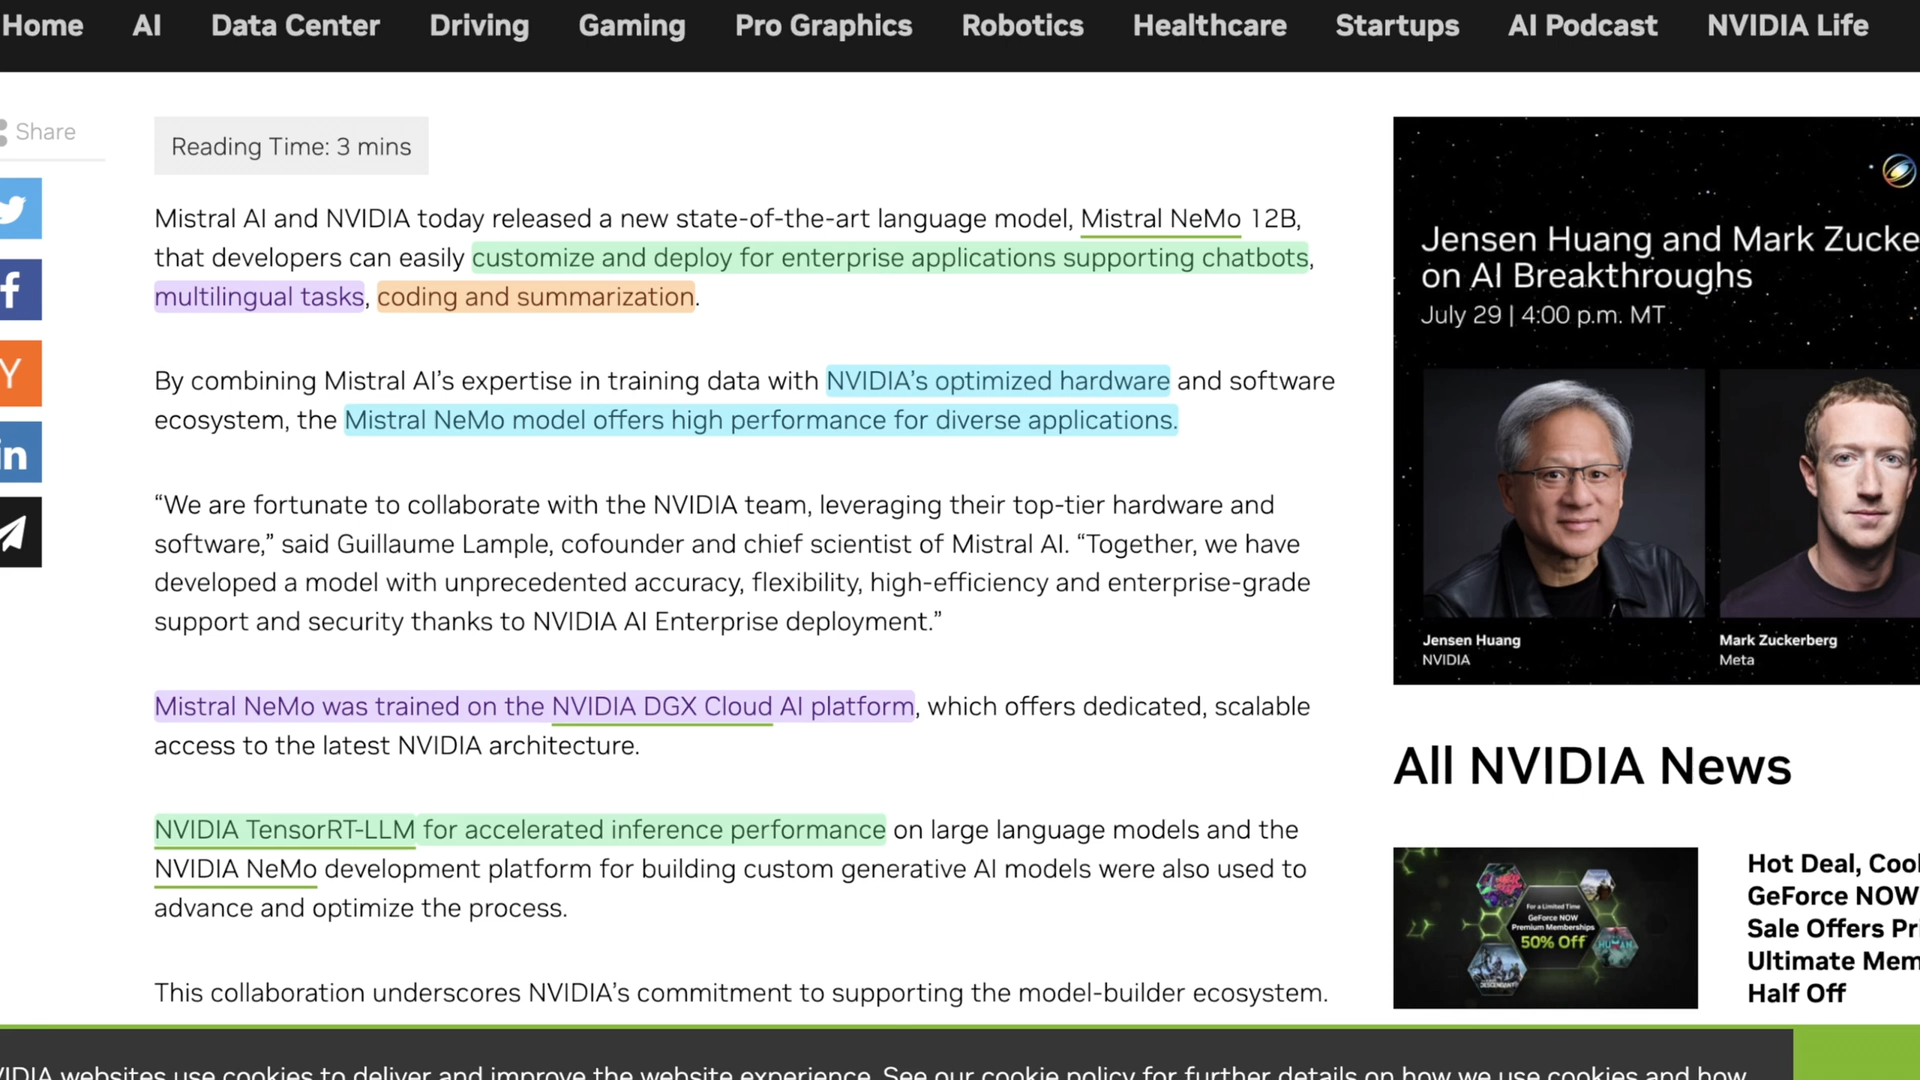 Home AI Data Center Driving Gaming Pro Graphics Robotics Healthcare Startups AI Podcast NVIDIA Life
Share
Reading Time: 3 mins
Mistral AI and NVIDIA today released a new state-of-the-art language model, Mistral NeMo 12B,
that developers can easily customize and deploy for enterprise applications supporting chatbots,
multilingual tasks, coding and summarization.
By combining Mistral AI’s expertise in training data with NVIDIA’s optimized hardware and software
ecosystem, the Mistral NeMo model offers high performance for diverse applications.
“We are fortunate to collaborate with the NVIDIA team, leveraging their top-tier hardware and
software,” said Guillaume Lample, cofounder and chief scientist of Mistral AI. “Together, we have
developed a model with unprecedented accuracy, flexibility, high-efficiency and enterprise-grade
support and security thanks to NVIDIA AI Enterprise deployment.”
Mistral NeMo was trained on the NVIDIA DGX Cloud AI platform, which offers dedicated, scalable
access to the latest NVIDIA architecture.
NVIDIA TensorRT-LLM for accelerated inference performance on large language models and the
NVIDIA NeMo development platform for building custom generative AI models were also used to
advance and optimize the process.
This collaboration underscores NVIDIA’s commitment to supporting the model-builder ecosystem.
Jensen Huang and Mark Zucke
on AI Breakthroughs
July 29 | 4:00 p.m. MT
Jensen Huang
NVIDIA
Mark Zuckerberg
Meta
All NVIDIA News
For a Limited Time
GeForce NOW
Premium Memberships
50% Off
Hot Deal, Cool
GeForce NOW
Sale Offers Pri
Ultimate Mem
Half Off
VIDIA websites use cookies to deliver and improve the website experience. See our cookie policy for further details on how we use cookies and how